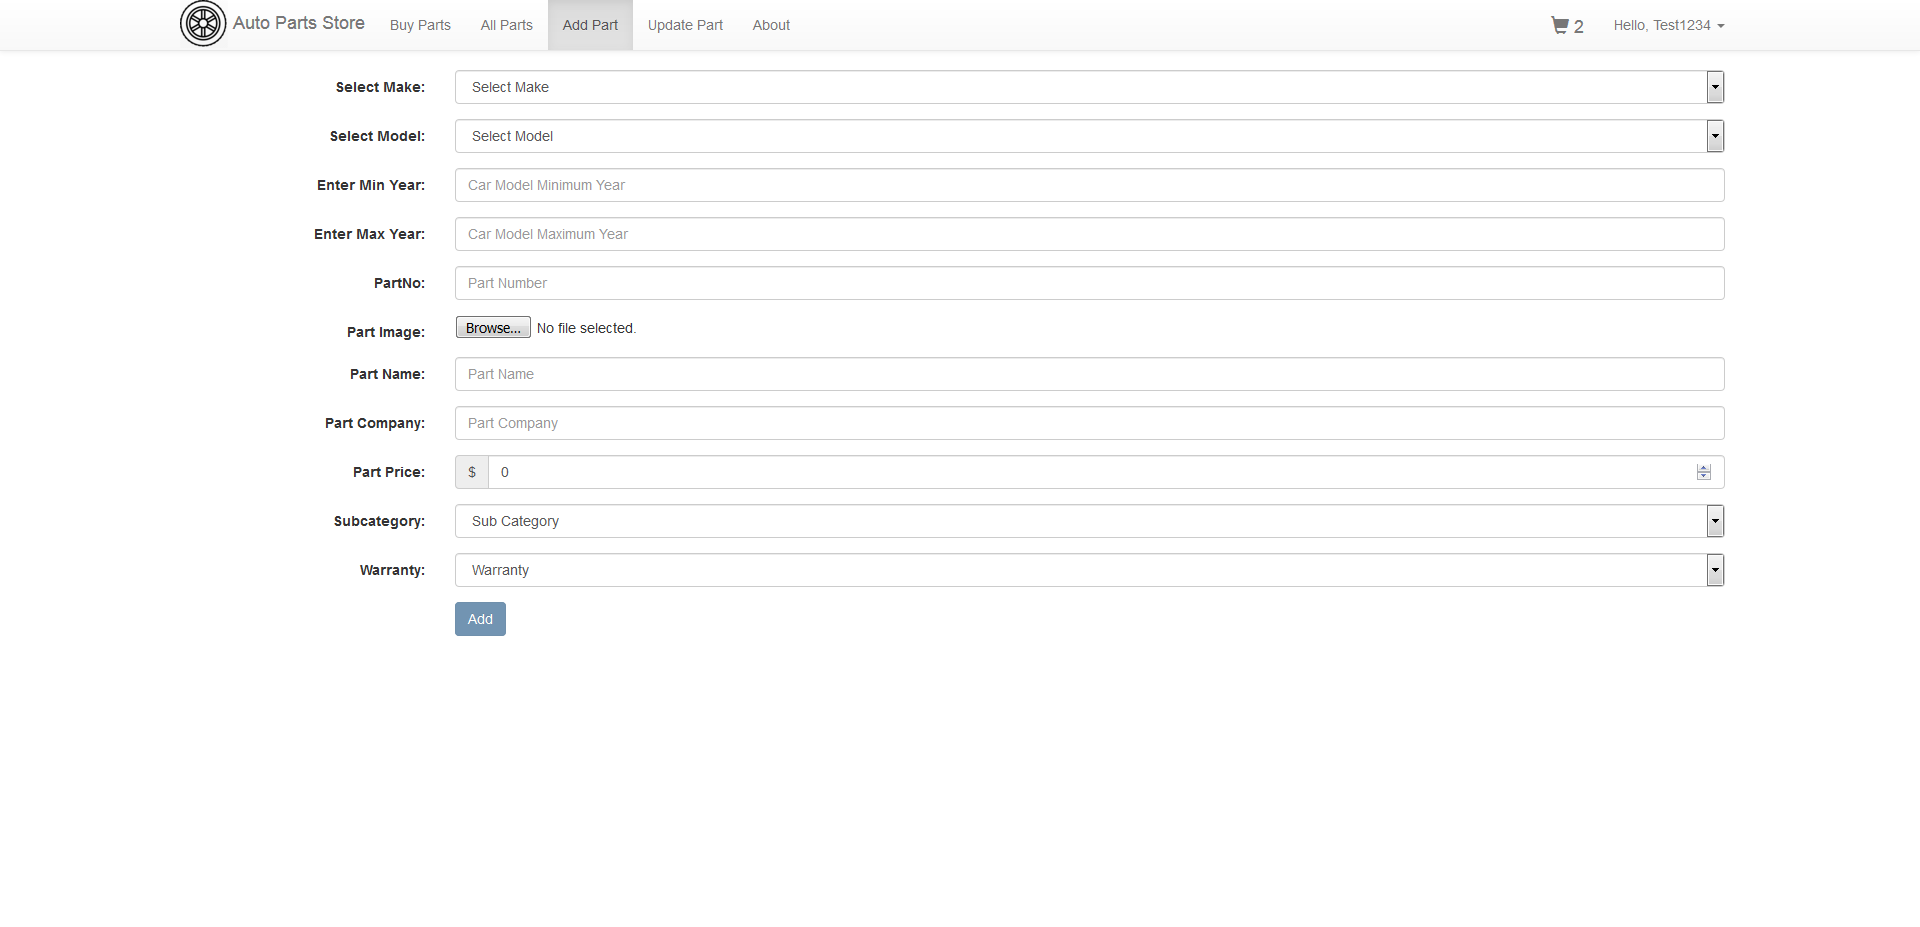 Auto Parts Store Buy Parts All Parts Add Part Update Part About 2 Hello, Test1234
Select Make: Select Make
Select Model: Select Model
Enter Min Year: Car Model Minimum Year
Enter Max Year: Car Model Maximum Year
PartNo: Part Number
Part Image: Browse... No file selected.
Part Name: Part Name
Part Company: Part Company
Part Price: $ 0
Subcategory: Sub Category
Warranty: Warranty
Add